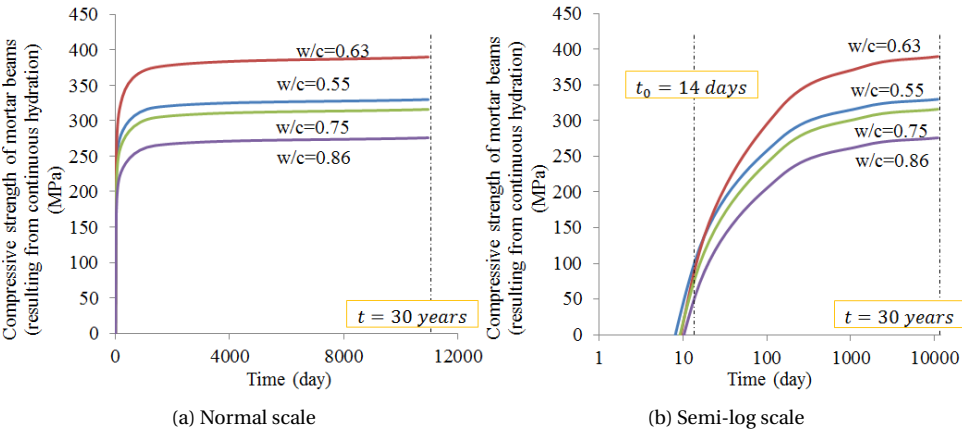 Compressive strength of mortar beams
(resulting from continuous hydration)
(MPa)
450
400
350
300
250
200
150
100
50
0
w/c=0.63
w/c=0.55
w/c=0.75
w/c=0.86
t = 30 years
0
4000
8000
12000
Time (day)
(a) Normal scale
Compressive strength of mortar beams
(resulting from continuous hydration)
(MPa)
450
400
350
300
250
200
150
100
50
0
w/c=0.63
t₀ = 14 days
w/c=0.55
w/c=0.75
w/c=0.86
t = 30 years
1
10
100
1000
10000
Time (day)
(b) Semi-log scale